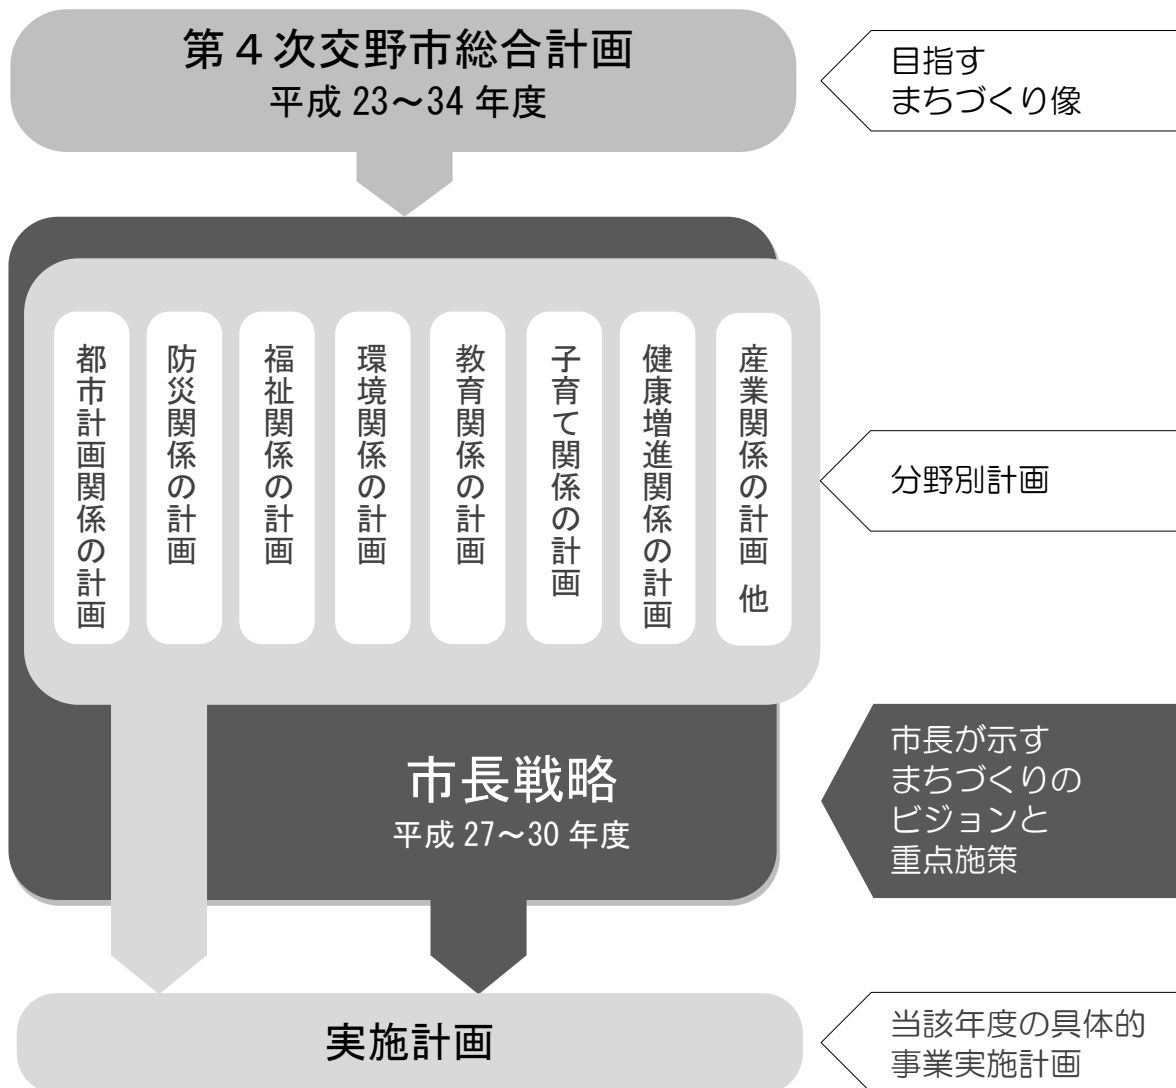 第４次交野市総合計画
平成 23～34 年度
目指す
まちづくり像
都市計画関係の計画
防災関係の計画
福祉関係の計画
環境関係の計画
教育関係の計画
子育て関係の計画
健康増進関係の計画
産業関係の計画 他
分野別計画
市長戦略
平成 27～30 年度
市長が示す
まちづくりの
ビジョンと
重点施策
実施計画
当該年度の具体的
事業実施計画